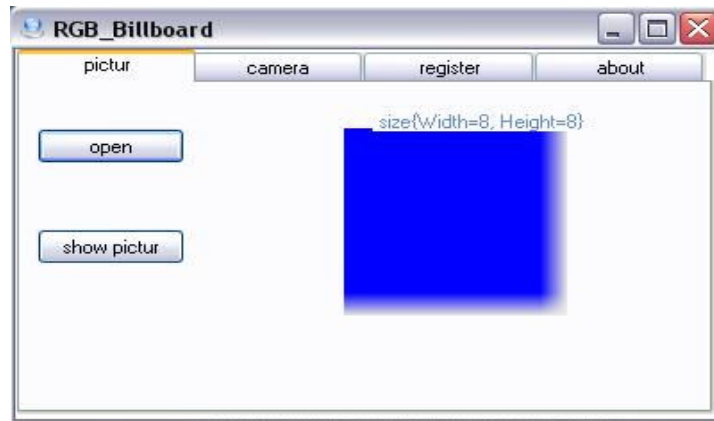 RGB_Billboard
pictur camera register about
size{Width=8, Height=8}
open
show pictur